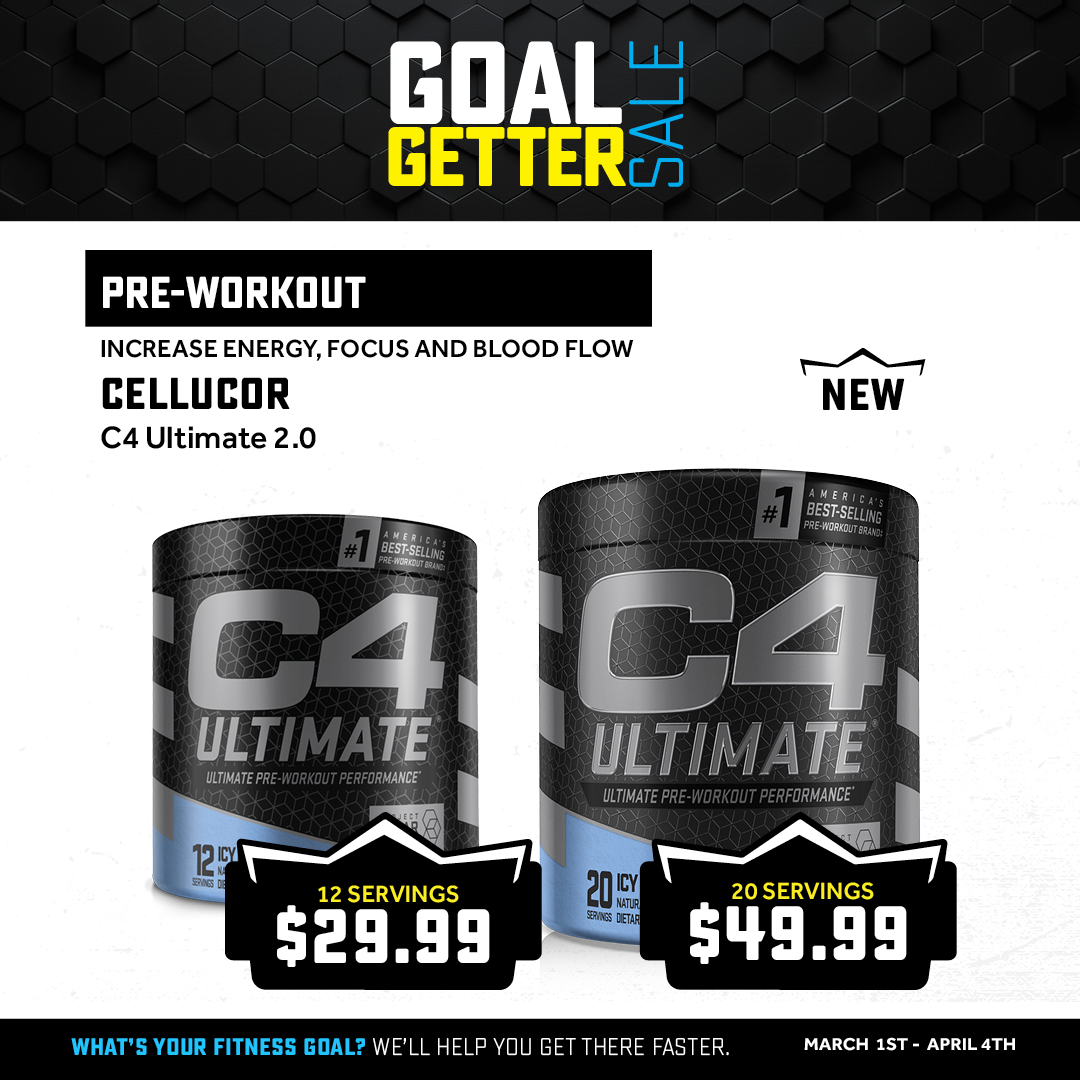 GOAL
GETTER
SALE
PRE-WORKOUT
INCREASE ENERGY, FOCUS AND BLOOD FLOW
CELLUCOR
C4 Ultimate 2.0
NEW
#1 AMERICA'S
BEST-SELLING
PRE-WORKOUT BRAND‡
C4
ULTIMATE®
ULTIMATE PRE-WORKOUT PERFORMANCE*
12 ICY
SERVINGS
12 SERVINGS
$29.99
#1 AMERICA'S
BEST-SELLING
PRE-WORKOUT BRAND‡
C4
ULTIMATE®
ULTIMATE PRE-WORKOUT PERFORMANCE*
20 ICY
SERVINGS
20 SERVINGS
$49.99
WHAT'S YOUR FITNESS GOAL? WE'LL HELP YOU GET THERE FASTER.
MARCH 1ST - APRIL 4TH